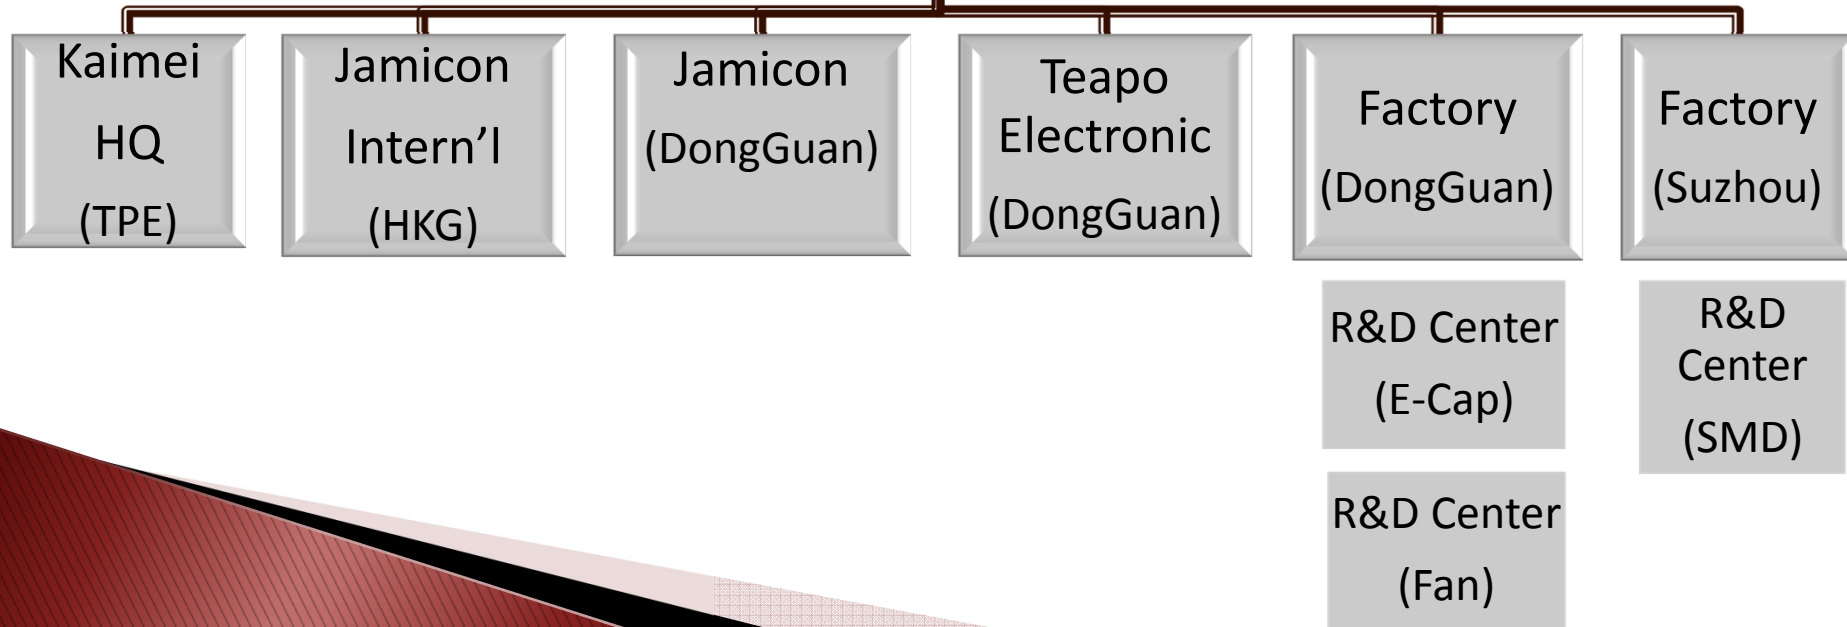 Kaimei
HQ
(TPE)
Jamicon
Intern’l
(HKG)
Jamicon
(DongGuan)
Teapo
Electronic
(DongGuan)
Factory
(DongGuan)
Factory
(Suzhou)
R&D Center
(E-Cap)
R&D
Center
(SMD)
R&D Center
(Fan)